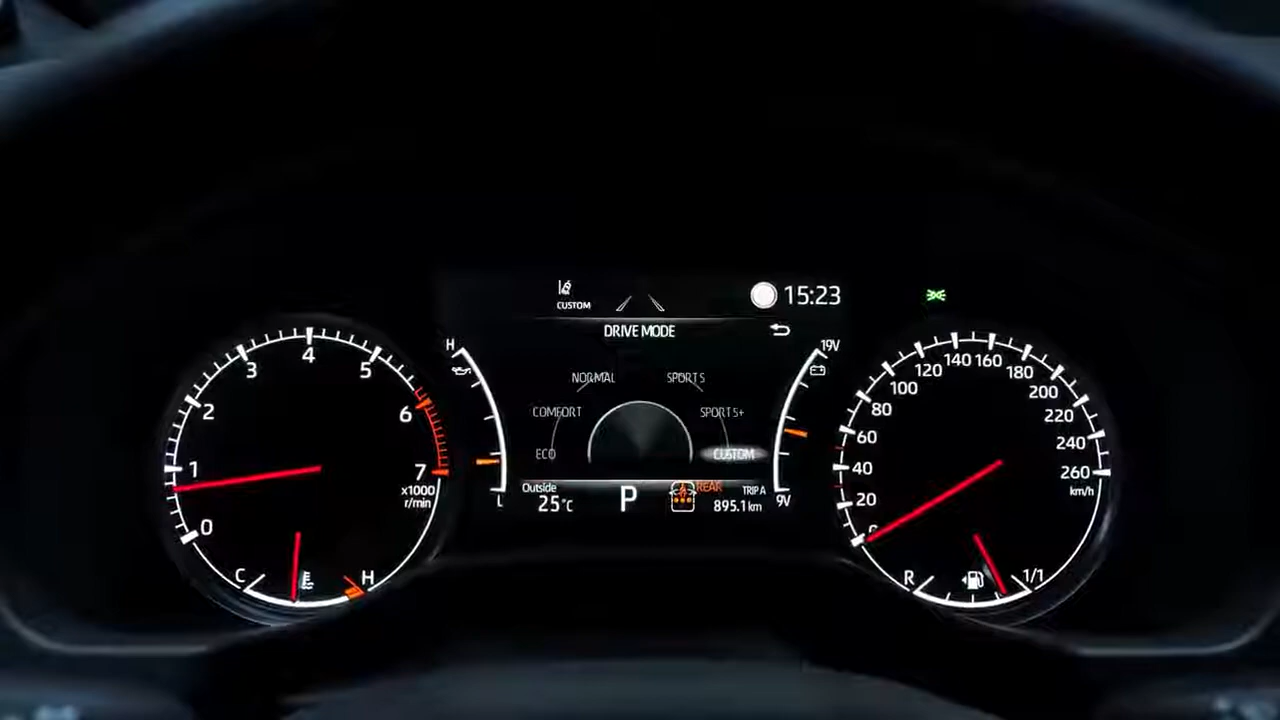 CUSTOM
15:23
DRIVE MODE
NORMAL
SPORT S
COMFORT
SPORT S+
ECO
CUSTOM
Outside
25°C
P
REAR
TRIP A
895.1 km
H
L
19V
9V
0
1
2
3
4
5
6
7
x1000
r/min
C
H
0
20
40
60
80
100
120
140
160
180
200
220
240
260
km/h
R
1/1